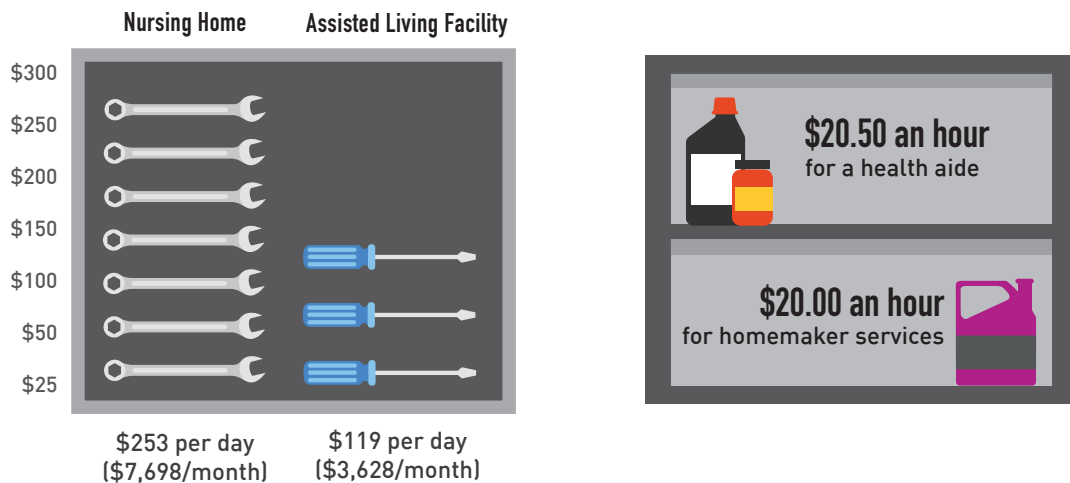 Nursing Home
Assisted Living Facility
$300
$250
$200
$150
$100
$50
$25
$253 per day
($7,698/month)
$119 per day
($3,628/month)
$20.50 an hour
for a health aide
$20.00 an hour
for homemaker services